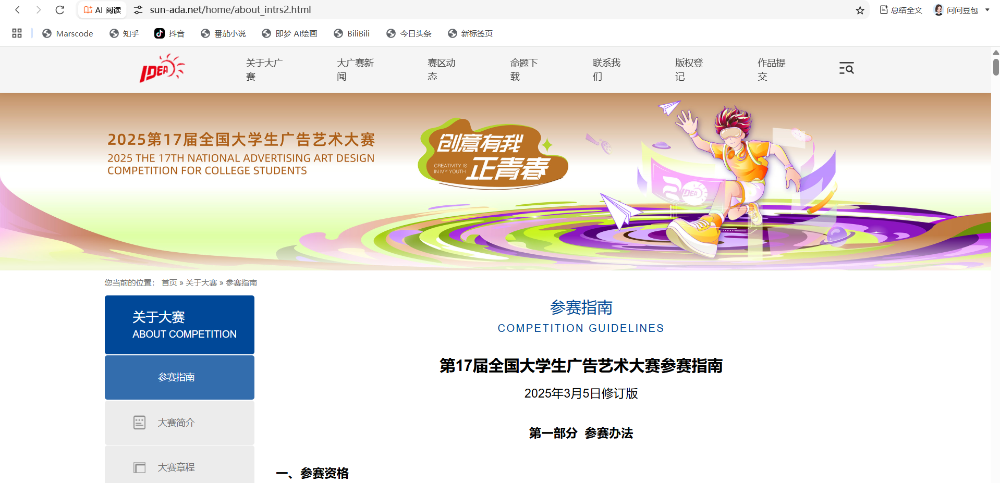 AI 阅读
sun-ada.net/home/about_intrs2.html
总结全文
问问豆包
Marscode
知乎
抖音
番茄小说
即梦 AI绘画
BiliBili
今日头条
新标签页
IDEA
关于大广
赛
大广赛新
闻
赛区动
态
命题下
载
联系我
们
版权登
记
作品提
交
2025第17届全国大学生广告艺术大赛
2025 THE 17TH NATIONAL ADVERTISING ART DESIGN
COMPETITION FOR COLLEGE STUDENTS
创意有我
CREATIVITY IS
IN MY YOUTH
正青春
IDEA
您当前的位置： 首页 » 关于大赛 » 参赛指南
关于大赛
ABOUT COMPETITION
参赛指南
大赛简介
大赛章程
参赛指南
COMPETITION GUIDELINES
第17届全国大学生广告艺术大赛参赛指南
2025年3月5日修订版
第一部分 参赛办法
一、参赛资格